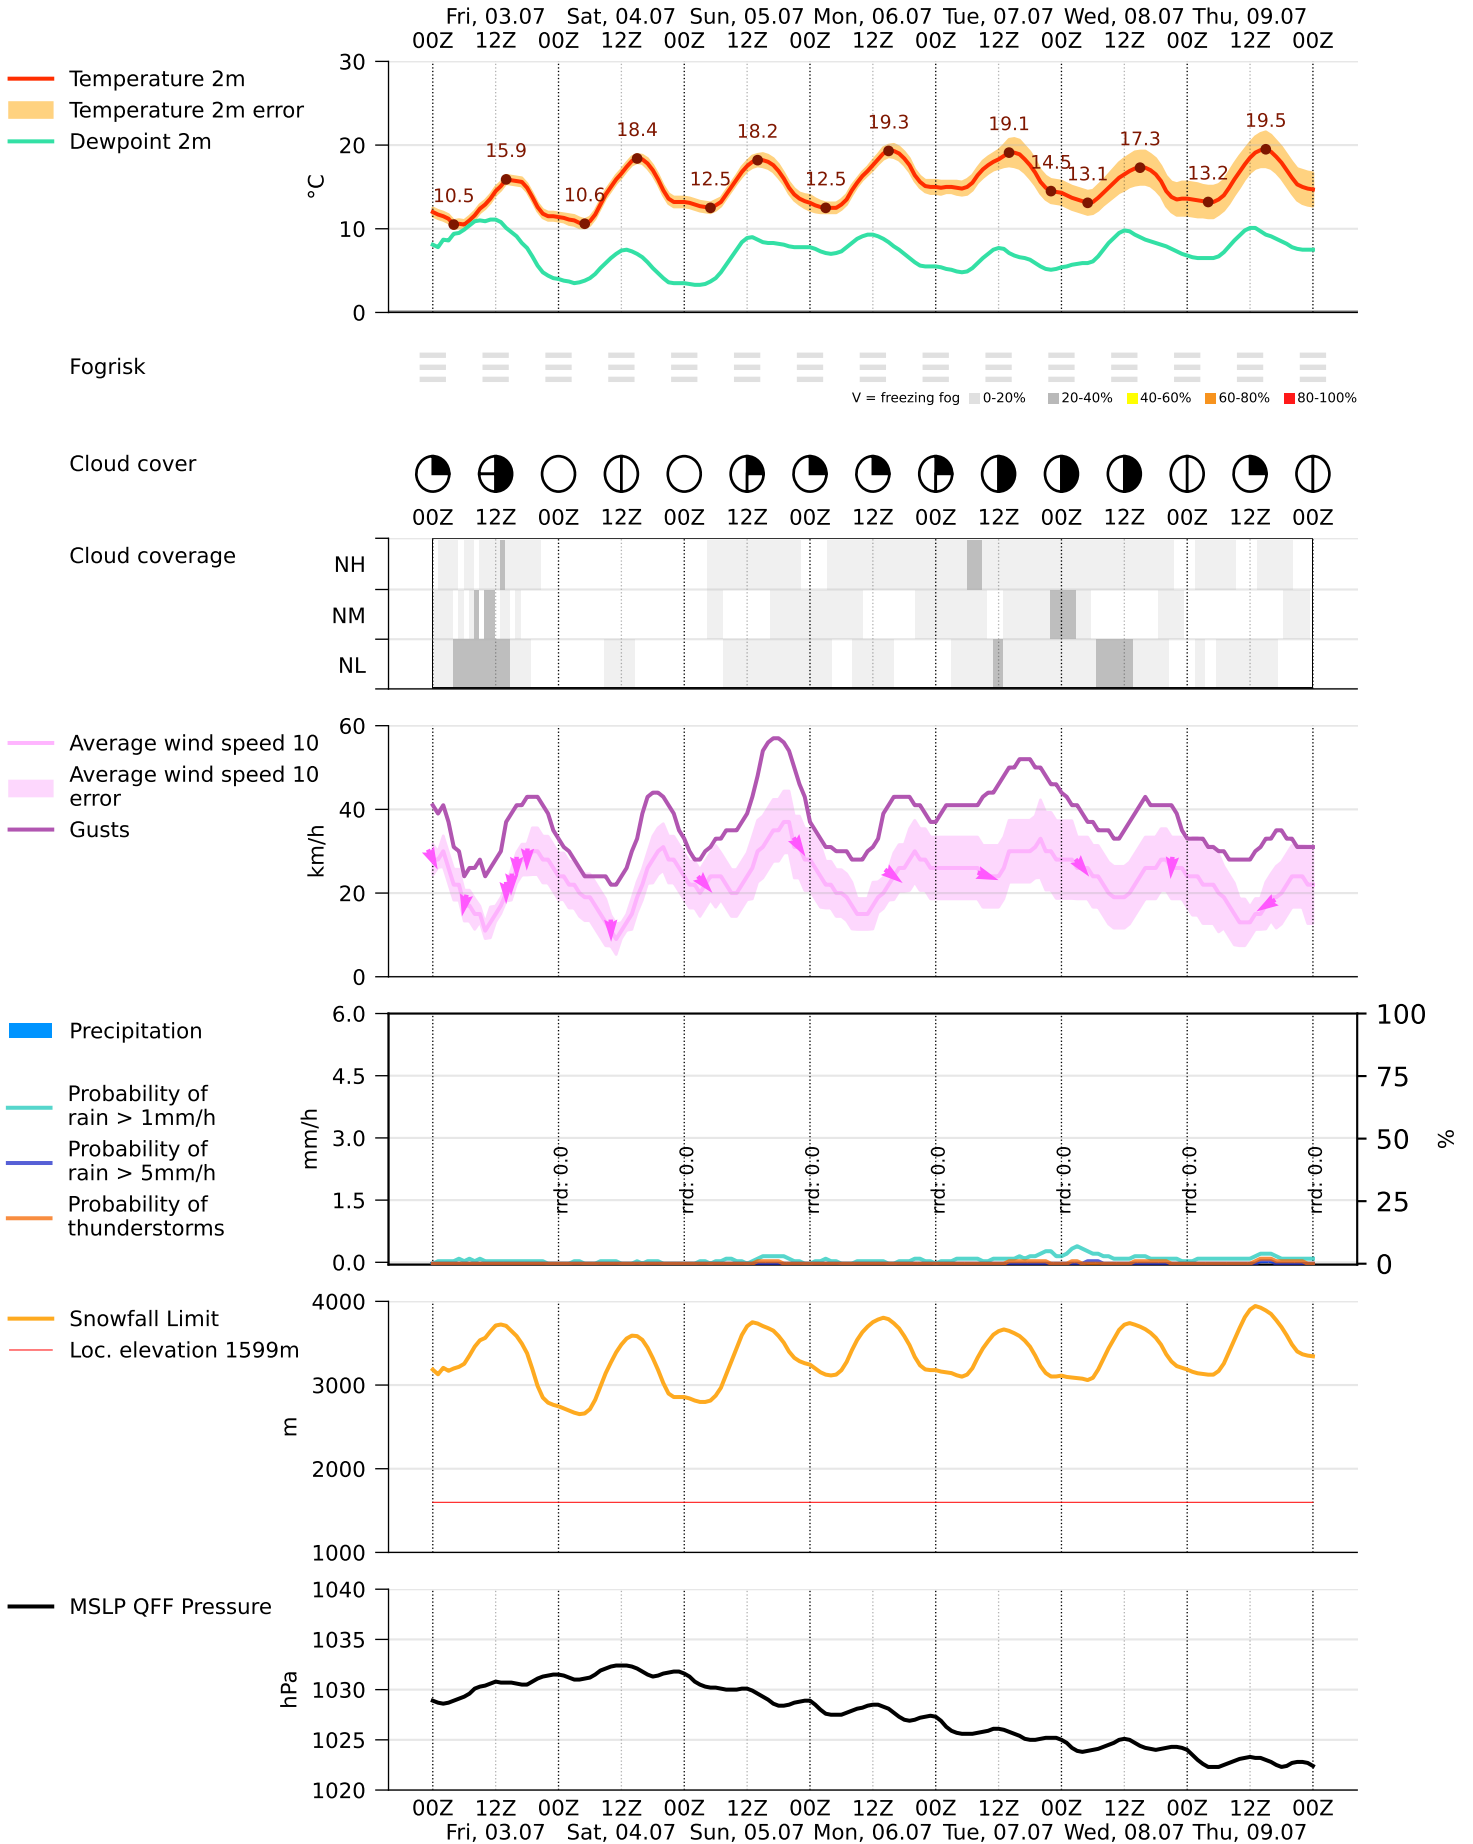 Fri, 03.07 Sat, 04.07 Sun, 05.07 Mon, 06.07 Tue, 07.07 Wed, 08.07 Thu, 09.07
00Z 12Z 00Z 12Z 00Z 12Z 00Z 12Z 00Z 12Z 00Z 12Z 00Z 12Z 00Z
Temperature 2m
Temperature 2m error
Dewpoint 2m
°C
30
20
10
0
10.5 15.9 10.6 18.4 12.5 18.2 12.5 19.3 19.1 14.5 13.1 17.3 13.2 19.5
Fogrisk
V = freezing fog 0-20% 20-40% 40-60% 60-80% 80-100%
Cloud cover
00Z 12Z 00Z 12Z 00Z 12Z 00Z 12Z 00Z 12Z 00Z 12Z 00Z 12Z 00Z
Cloud coverage
NH
NM
NL
Average wind speed 10
Average wind speed 10
error
Gusts
km/h
60
40
20
0
Precipitation
Probability of
rain > 1mm/h
Probability of
rain > 5mm/h
Probability of
thunderstorms
mm/h
6.0
4.5
3.0
1.5
0.0
rrd: 0.0 rrd: 0.0 rrd: 0.0 rrd: 0.0 rrd: 0.0 rrd: 0.0 rrd: 0.0
100
75
50
25
0
%
Snowfall Limit
Loc. elevation 1599m
m
4000
3000
2000
1000
MSLP QFF Pressure
hPa
1040
1035
1030
1025
1020
00Z 12Z 00Z 12Z 00Z 12Z 00Z 12Z 00Z 12Z 00Z 12Z 00Z 12Z 00Z
Fri, 03.07 Sat, 04.07 Sun, 05.07 Mon, 06.07 Tue, 07.07 Wed, 08.07 Thu, 09.07